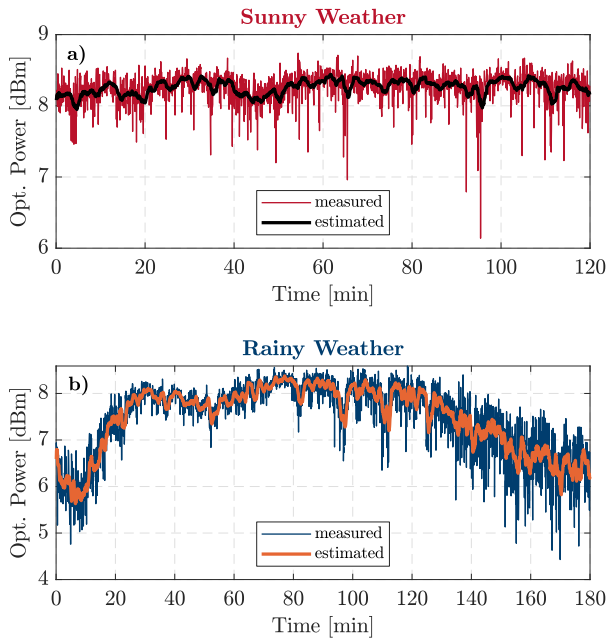 Sunny Weather
a)
Opt. Power [dBm]
9
8
7
6
measured
estimated
0 20 40 60 80 100 120
Time [min]
Rainy Weather
b)
Opt. Power [dBm]
8
7
6
5
4
measured
estimated
0 20 40 60 80 100 120 140 160 180
Time [min]